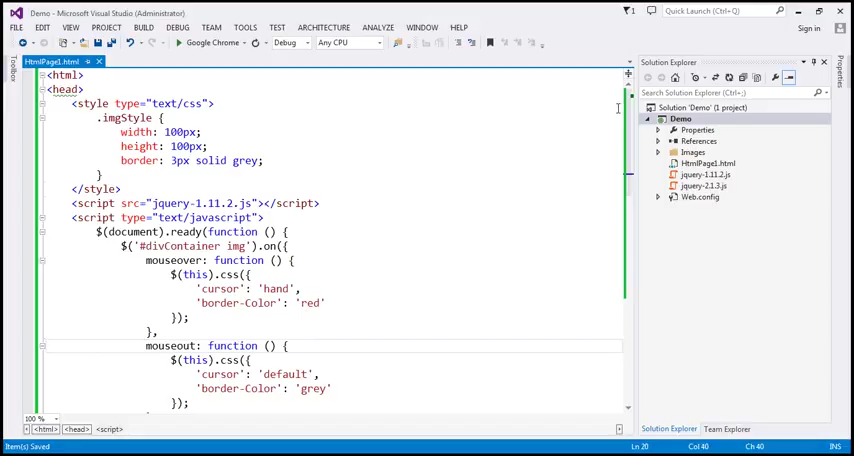 Demo - Microsoft Visual Studio (Administrator)
1
Quick Launch (Ctrl+Q)
FILE EDIT VIEW PROJECT BUILD DEBUG TEAM TOOLS TEST ARCHITECTURE ANALYZE WINDOW HELP
Sign in
Google Chrome Debug Any CPU
Toolbox
HtmlPage1.html
<html>
<head>
<style type="text/css">
.imgStyle {
width: 100px;
height: 100px;
border: 3px solid grey;
}
</style>
<script src="jquery-1.11.2.js"></script>
<script type="text/javascript">
$(document).ready(function () {
$('#divContainer img').on({
mouseover: function () {
$(this).css({
'cursor': 'hand',
'border-Color': 'red'
});
},
mouseout: function () {
$(this).css({
'cursor': 'default',
'border-Color': 'grey'
});
100 %
<html> <head> <script>
Solution Explorer
Search Solution Explorer (Ctrl+;)
Solution 'Demo' (1 project)
Demo
Properties
References
Images
HtmlPage1.html
jquery-1.11.2.js
jquery-2.1.3.js
Web.config
Solution Explorer Team Explorer
Properties
Item(s) Saved
Ln 20 Col 40 Ch 40 INS